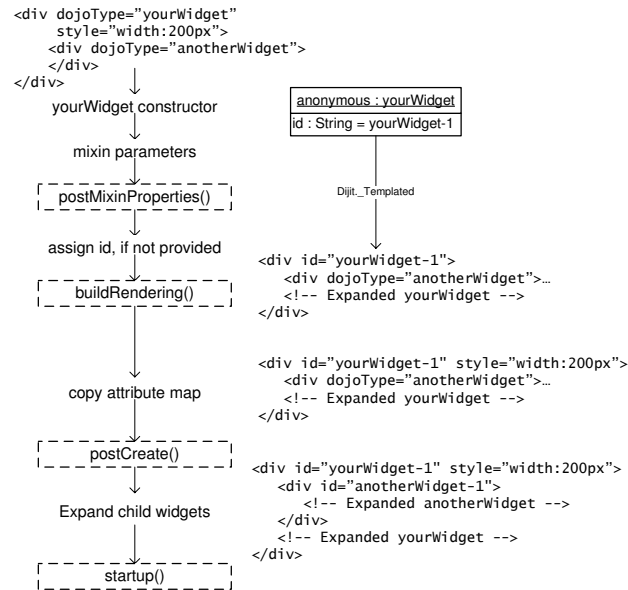 <div dojoType="yourWidget"
style="width:200px">
<div dojoType="anotherWidget">
</div>
</div>
yourWidget constructor
mixin parameters
postMixinProperties()
assign id, if not provided
buildRendering()
copy attribute map
postCreate()
Expand child widgets
startup()
anonymous : yourWidget
id : String = yourWidget-1
Dijit._Templated
<div id="yourWidget-1">
<div dojoType="anotherWidget">…
<!-- Expanded yourWidget -->
</div>
<div id="yourWidget-1" style="width:200px">
<div dojoType="anotherWidget">…
<!-- Expanded yourWidget -->
</div>
<div id="yourWidget-1" style="width:200px">
<div id="anotherWidget-1">
<!-- Expanded anotherWidget -->
</div>
<!-- Expanded yourWidget -->
</div>